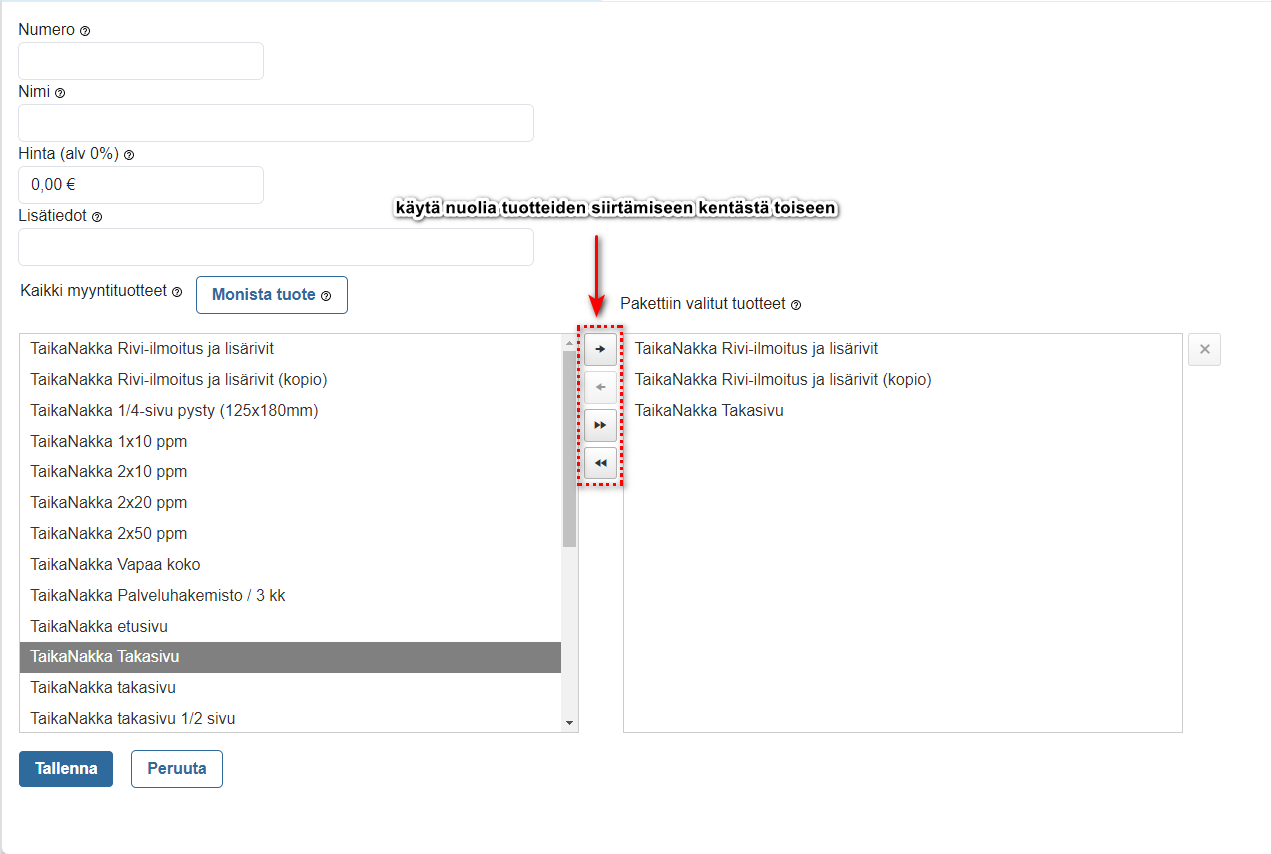 Numero
Nimi
Hinta (alv 0%)
0,00 €
Lisätiedot
käytä nuolia tuotteiden siirtämiseen kentästä toiseen
Kaikki myyntituotteet
Monista tuote
Pakettiin valitut tuotteet
TaikaNakka Rivi-ilmoitus ja lisärivit
TaikaNakka Rivi-ilmoitus ja lisärivit (kopio)
TaikaNakka 1/4-sivu pysty (125x180mm)
TaikaNakka 1x10 ppm
TaikaNakka 2x10 ppm
TaikaNakka 2x20 ppm
TaikaNakka 2x50 ppm
TaikaNakka Vapaa koko
TaikaNakka Palveluhakemisto / 3 kk
TaikaNakka etusivu
TaikaNakka Takasivu
TaikaNakka takasivu
TaikaNakka takasivu 1/2 sivu
TaikaNakka Rivi-ilmoitus ja lisärivit
TaikaNakka Rivi-ilmoitus ja lisärivit (kopio)
TaikaNakka Takasivu
Tallenna
Peruuta